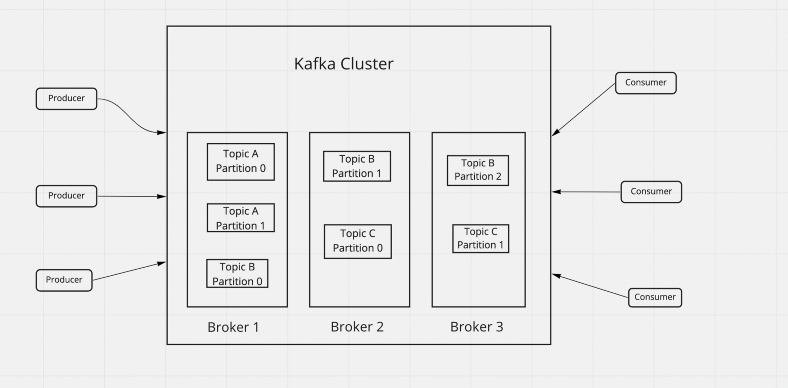 Kafka Cluster
Producer
Producer
Producer
Topic A
Partition 0
Topic A
Partition 1
Topic B
Partition 0
Broker 1
Topic B
Partition 1
Topic C
Partition 0
Broker 2
Topic B
Partition 2
Topic C
Partition 1
Broker 3
Consumer
Consumer
Consumer